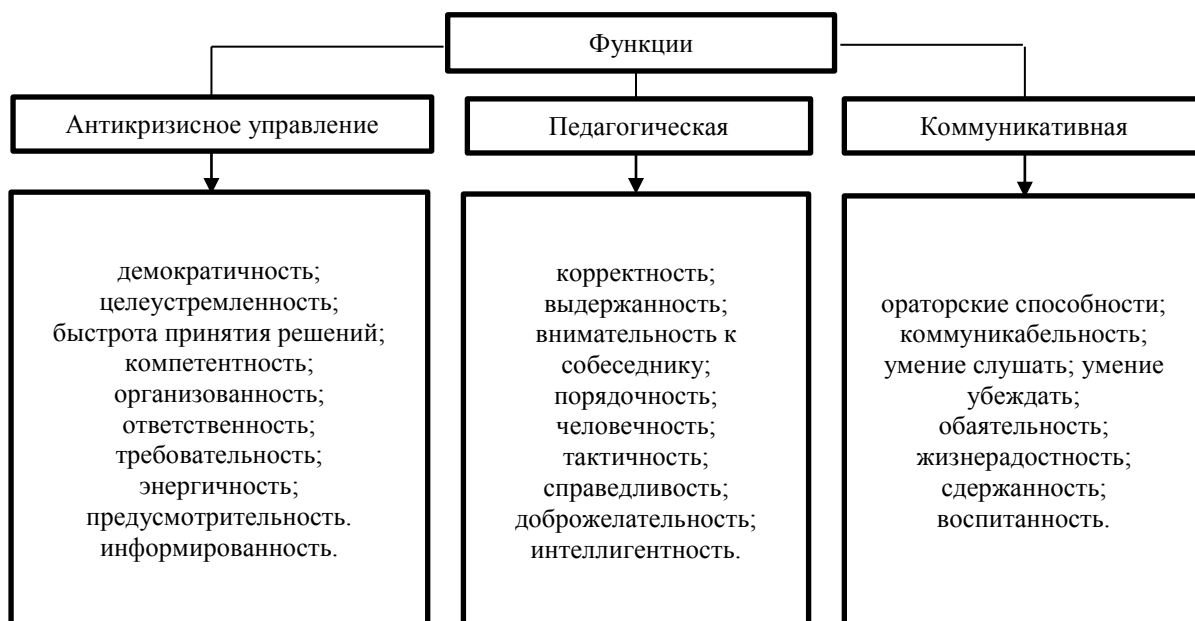 Функции
Антикризисное управление
Педагогическая
Коммуникативная
демократичность;
целеустремленность;
быстрота принятия решений;
компетентность;
организованность;
ответственность;
требовательность;
энергичность;
предусмотрительность.
информированность.
корректность;
выдержанность;
внимательность к
собеседнику;
порядочность;
человечность;
тактичность;
справедливость;
доброжелательность;
интеллигентность.
ораторские способности;
коммуникабельность;
умение слушать; умение
убеждать;
обаятельность;
жизнерадостность;
сдержанность;
воспитанность.